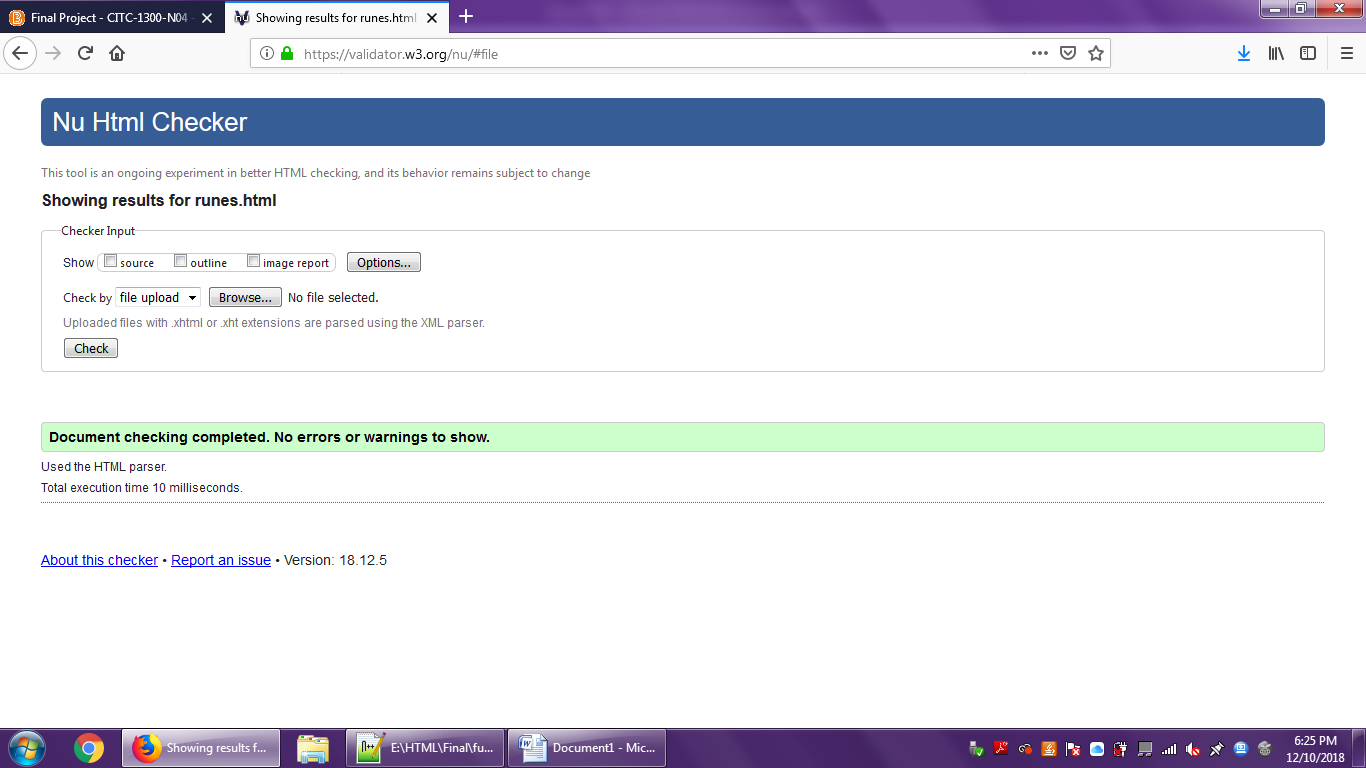 Final Project - CITC-1300-N04 -
Showing results for runes.html
https://validator.w3.org/nu/#file
Nu Html Checker
This tool is an ongoing experiment in better HTML checking, and its behavior remains subject to change
Showing results for runes.html
Checker Input
Show source outline image report Options...
Check by file upload Browse... No file selected.
Uploaded files with .xhtml or .xht extensions are parsed using the XML parser.
Check
Document checking completed. No errors or warnings to show.
Used the HTML parser.
Total execution time 10 milliseconds.
About this checker • Report an issue • Version: 18.12.5
Showing results f...
E:\HTML\Final\fu...
Document1 - Mic...
6:25 PM
12/10/2018